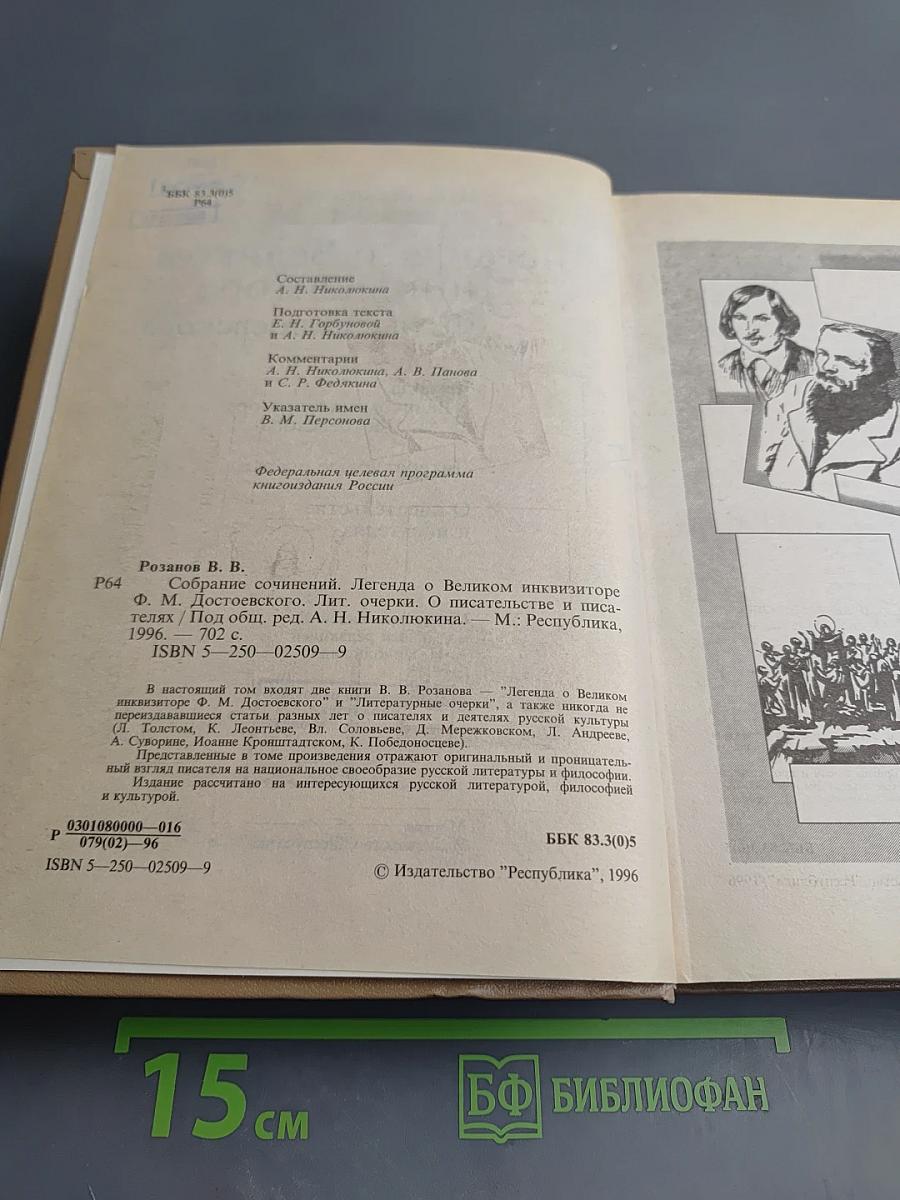 ББК 83.3(0)5
Р64
Составление
А. Н. Николюкина
Подготовка текста
Е. Н. Горбуновой
и А. Н. Николюкина
Комментарии
А. Н. Николюкина, А. В. Панова
и С. Р. Федякина
Указатель имен
В. М. Персонова
Федеральная целевая программа
книгоиздания России
Розанов В. В.
Р64 Собрание сочинений. Легенда о Великом инквизиторе
Ф. М. Достоевского. Лит. очерки. О писательстве и писа-
телях / Под общ. ред. А. Н. Николюкина. — М.: Республика,
1996. — 702 с.
ISBN 5—250—02509—9
В настоящий том входят две книги В. В. Розанова — "Легенда о Великом
инквизиторе Ф. М. Достоевского" и "Литературные очерки", а также никогда не
переиздававшиеся статьи разных лет о писателях и деятелях русской культуры
(Л. Толстом, К. Леонтьеве, Вл. Соловьеве, Д. Мережковском, Л. Андрееве,
А. Суворине, Иоанне Кронштадтском, К. Победоносцеве).
Представленные в томе произведения отражают оригинальный и проницатель-
ный взгляд писателя на национальное своеобразие русской литературы и философии.
Издание рассчитано на интересующихся русской литературой, философией
и культурой.
Р 0301080000—016
079(02)—96
ББК 83.3(0)5
ISBN 5—250—02509—9
© Издательство "Республика", 1996
15 см
БФ БИБЛИОФАН